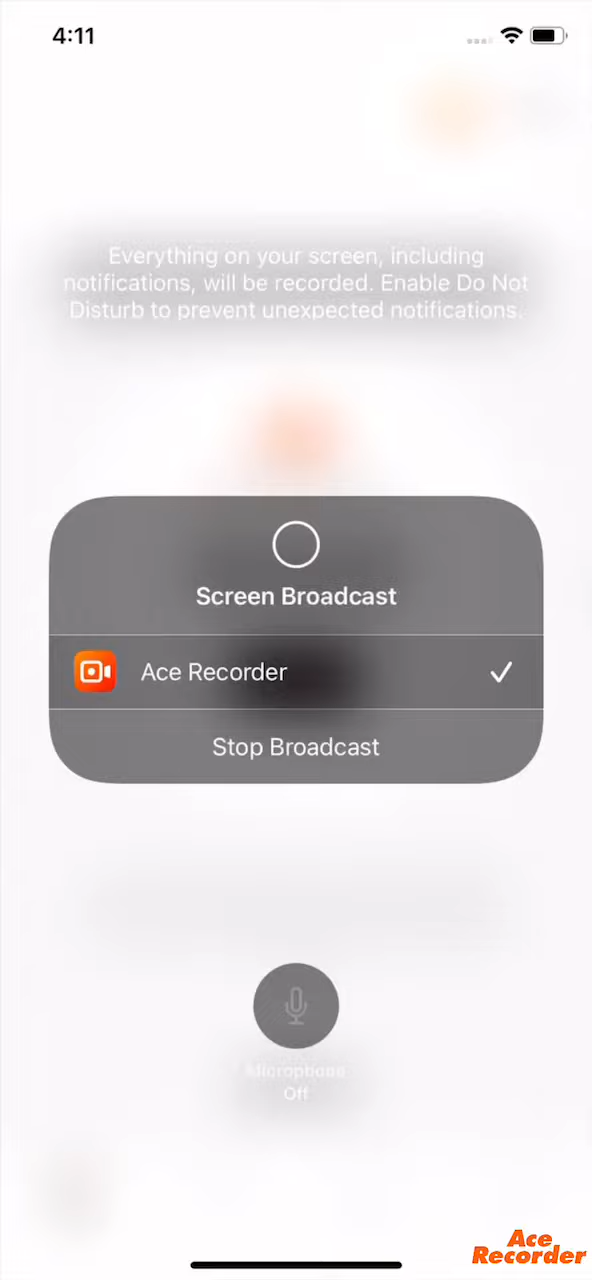 4:11
Everything on your screen, including
notifications, will be recorded. Enable Do Not
Disturb to prevent unexpected notifications.
Screen Broadcast
Ace Recorder
Stop Broadcast
Microphone
Off
Ace
Recorder